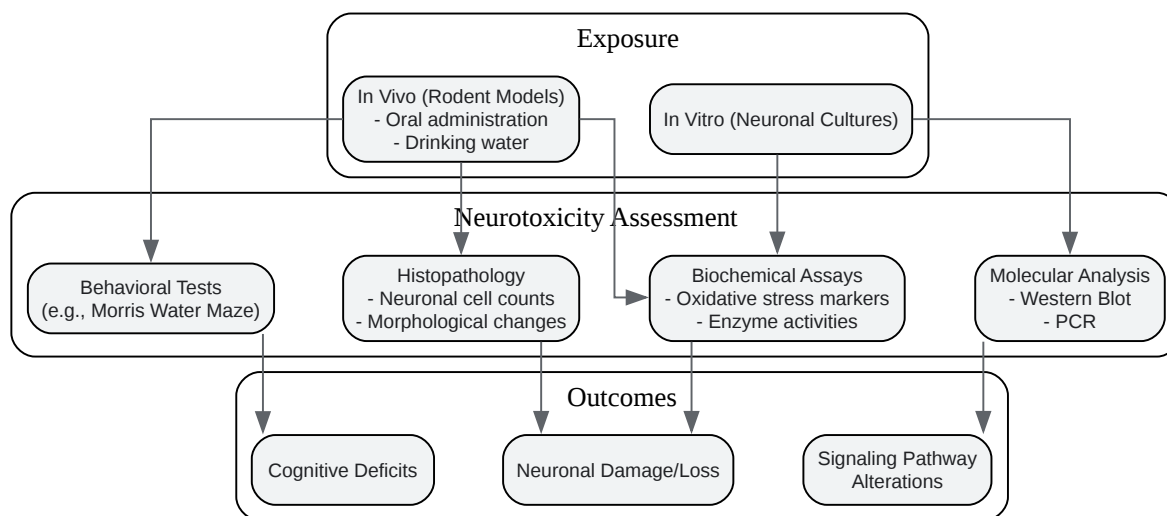 Exposure
In Vivo (Rodent Models)
- Oral administration
- Drinking water
In Vitro (Neuronal Cultures)
Neurotoxicity Assessment
Behavioral Tests
(e.g., Morris Water Maze)
Histopathology
- Neuronal cell counts
- Morphological changes
Biochemical Assays
- Oxidative stress markers
- Enzyme activities
Molecular Analysis
- Western Blot
- PCR
Outcomes
Cognitive Deficits
Neuronal Damage/Loss
Signaling Pathway
Alterations